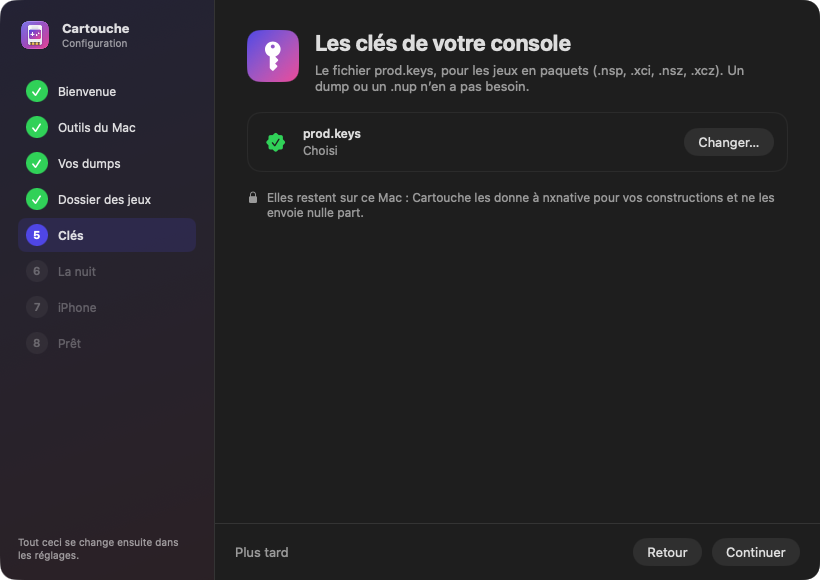 Cartouche
Configuration
Bienvenue
Outils du Mac
Vos dumps
Dossier des jeux
5 Clés
6 La nuit
7 iPhone
8 Prêt
Tout ceci se change ensuite dans
les réglages.
Les clés de votre console
Le fichier prod.keys, pour les jeux en paquets (.nsp, .xci, .nsz, .xcz). Un
dump ou un .nup n’en a pas besoin.
prod.keys
Choisi
Changer...
Elles restent sur ce Mac : Cartouche les donne à nxnative pour vos constructions et ne les
envoie nulle part.
Plus tard
Retour
Continuer